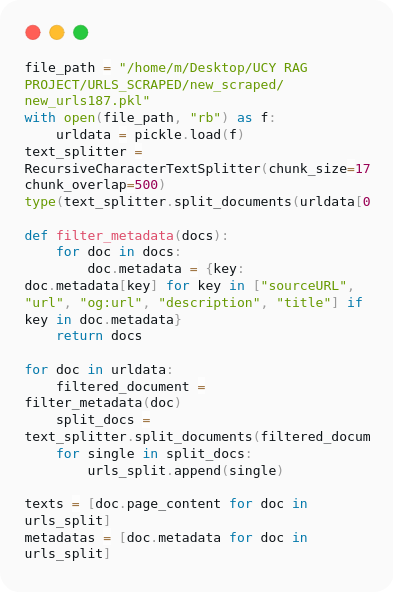 file_path = "/home/m/Desktop/UCY RAG
PROJECT/URLS_SCRAPED/new_scraped/
new_urls187.pkl"
with open(file_path, "rb") as f:
    urldata = pickle.load(f)
text_splitter =
RecursiveCharacterTextSplitter(chunk_size=17
chunk_overlap=500)
type(text_splitter.split_documents(urldata[0

def filter_metadata(docs):
    for doc in docs:
        doc.metadata = {key:
doc.metadata[key] for key in ["sourceURL",
"url", "og:url", "description", "title"] if
key in doc.metadata}
    return docs

for doc in urldata:
    filtered_document =
filter_metadata(doc)
    split_docs =
text_splitter.split_documents(filtered_docum
    for single in split_docs:
        urls_split.append(single)

texts = [doc.page_content for doc in
urls_split]
metadatas = [doc.metadata for doc in
urls_split]